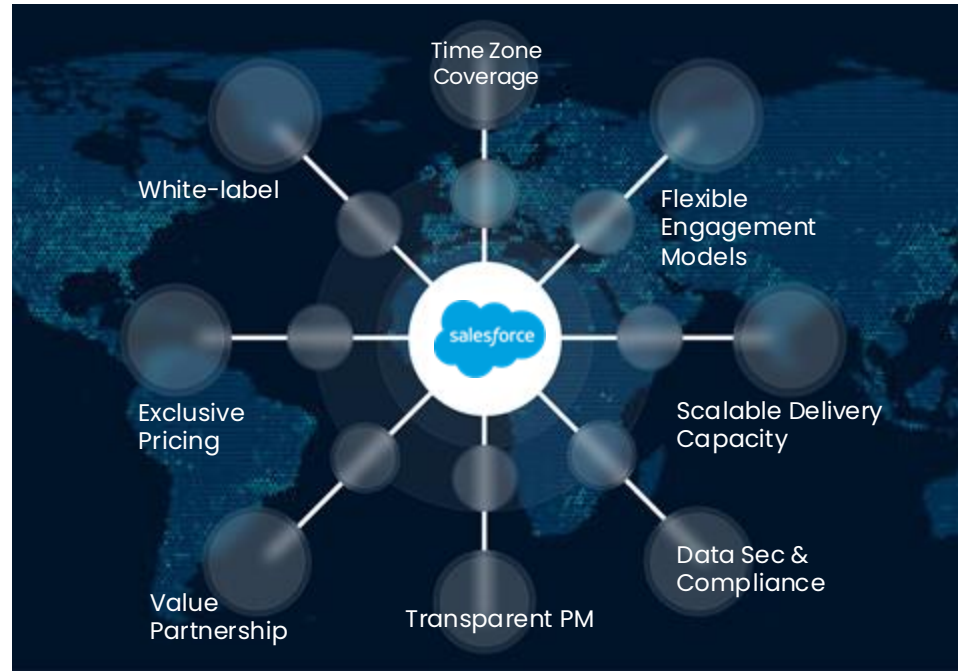 Time Zone
Coverage
White-label
Flexible
Engagement
Models
salesforce
Exclusive
Pricing
Scalable Delivery
Capacity
Data Sec &
Compliance
Value
Partnership
Transparent PM